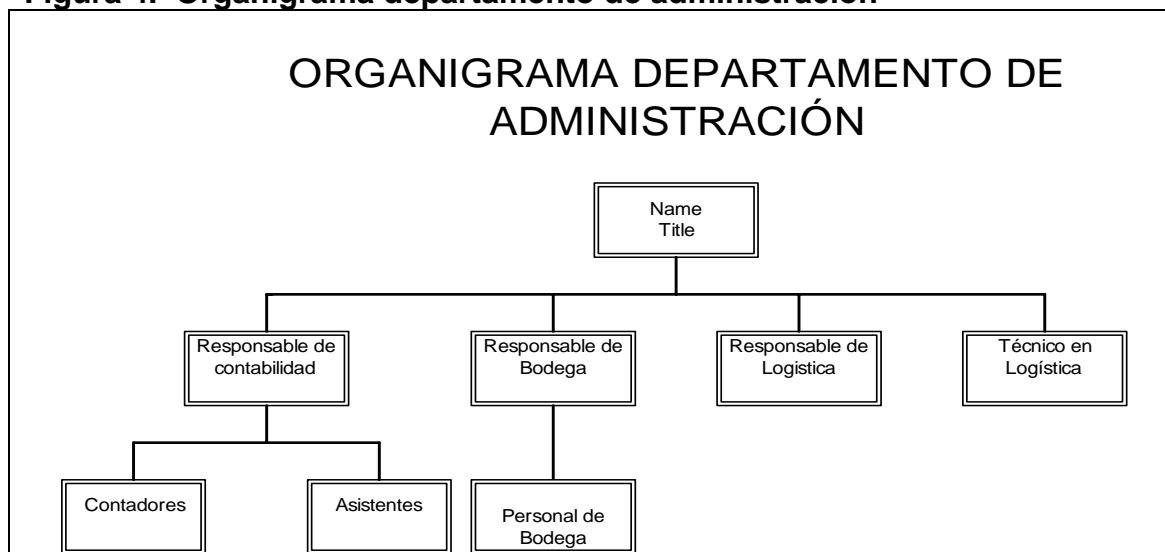 Figura 4. Organigrama departamento de administración
ORGANIGRAMA DEPARTAMENTO DE
ADMINISTRACIÓN
Name
Title
Responsable de
contabilidad
Responsable de
Bodega
Responsable de
Logistica
Técnico en
Logística
Contadores
Asistentes
Personal de
Bodega